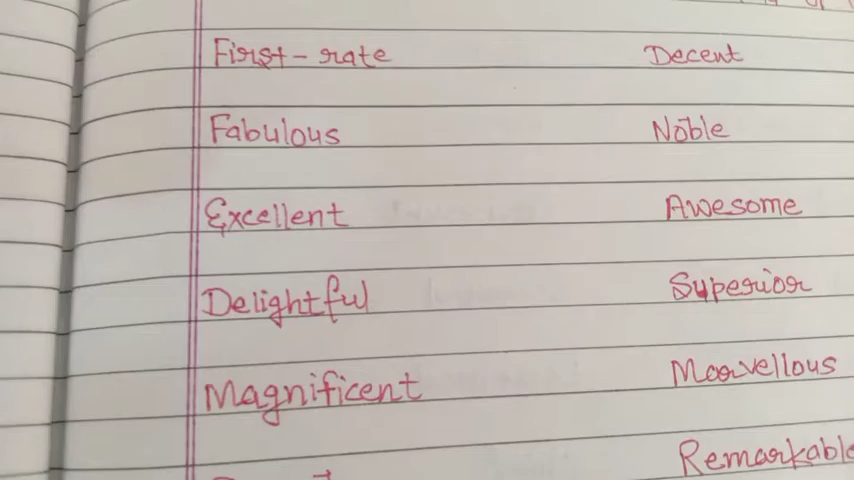 First-rate Decent
Fabulous Noble
Excellent Awesome
Delightful Superior
Magnificent Marvellous
Remarkable